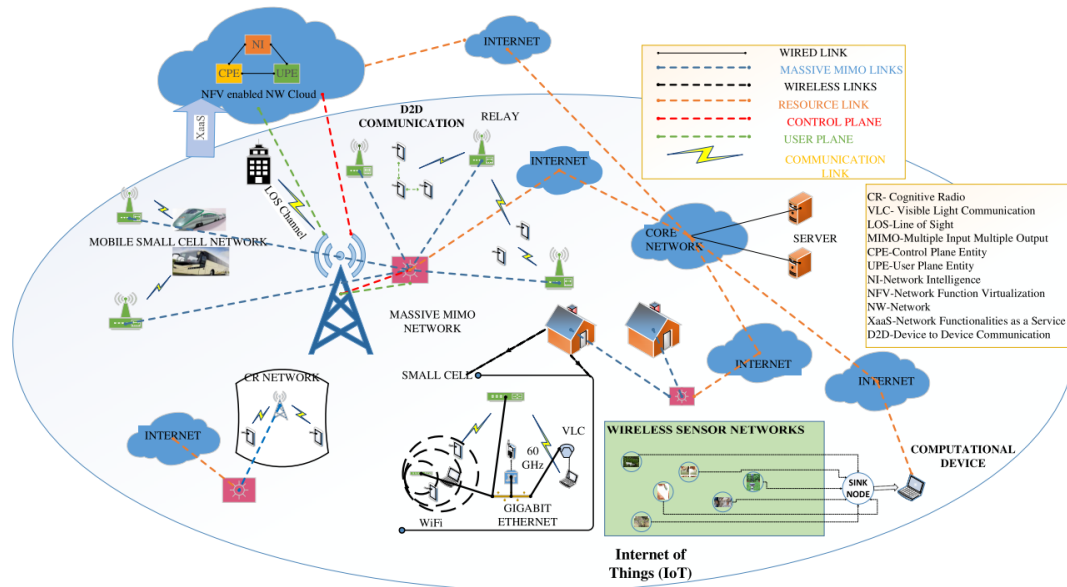 NI
CPE
UPE
NFV enabled NW Cloud
XaaS
INTERNET
WIRED LINK
MASSIVE MIMO LINKS
WIRELESS LINKS
RESOURCE LINK
CONTROL PLANE
USER PLANE
COMMUNICATION
LINK
D2D
COMMUNICATION
RELAY
INTERNET
LOS Channel
MOBILE SMALL CELL NETWORK
CORE
NETWORK
SERVER
CR- Cognitive Radio
VLC- Visible Light Communication
LOS-Line of Sight
MIMO-Multiple Input Multiple Output
CPE-Control Plane Entity
UPE-User Plane Entity
NI-Network Intelligence
NFV-Network Function Virtualization
NW-Network
XaaS-Network Functionalities as a Service
D2D-Device to Device Communication
MASSIVE MIMO
NETWORK
SMALL CELL
INTERNET
INTERNET
CR NETWORK
INTERNET
VLC
60
GHz
WiFi
GIGABIT
ETHERNET
WIRELESS SENSOR NETWORKS
SINK
NODE
COMPUTATIONAL
DEVICE
Internet of
Things (IoT)